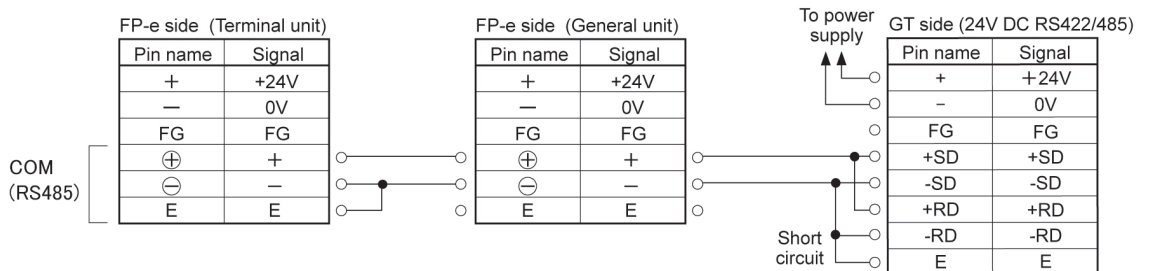 FP-e side (Terminal unit)
Pin name Signal
+ +24V
− 0V
FG FG
⊕ +
⊖ −
E E
COM
(RS485)
FP-e side (General unit)
Pin name Signal
+ +24V
− 0V
FG FG
⊕ +
⊖ −
E E
To power
supply
GT side (24V DC RS422/485)
Pin name Signal
+ +24V
− 0V
FG FG
+SD +SD
-SD -SD
+RD +RD
-RD -RD
E E
Short
circuit